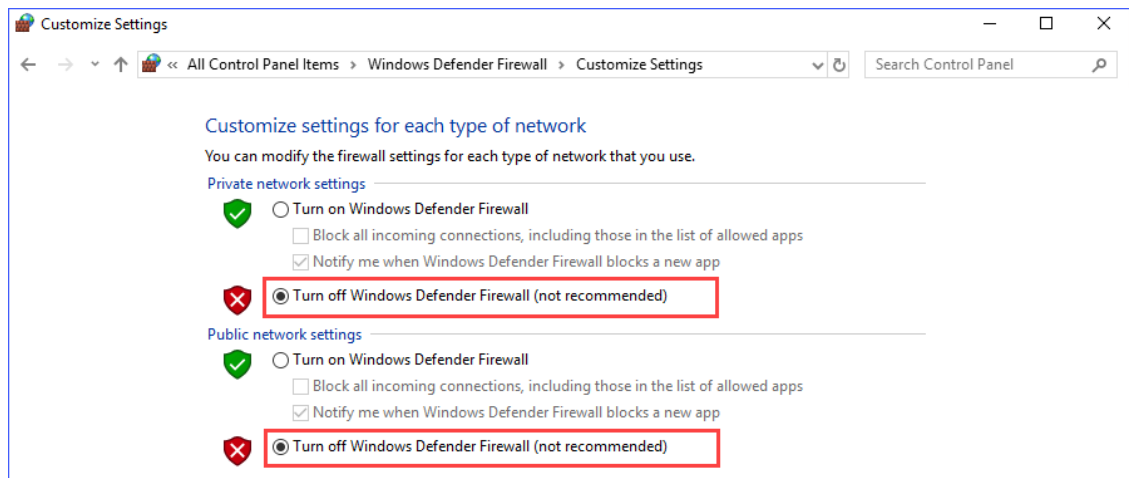 Customize Settings
« All Control Panel Items > Windows Defender Firewall > Customize Settings
Search Control Panel
Customize settings for each type of network
You can modify the firewall settings for each type of network that you use.
Private network settings
Turn on Windows Defender Firewall
Block all incoming connections, including those in the list of allowed apps
Notify me when Windows Defender Firewall blocks a new app
Turn off Windows Defender Firewall (not recommended)
Public network settings
Turn on Windows Defender Firewall
Block all incoming connections, including those in the list of allowed apps
Notify me when Windows Defender Firewall blocks a new app
Turn off Windows Defender Firewall (not recommended)